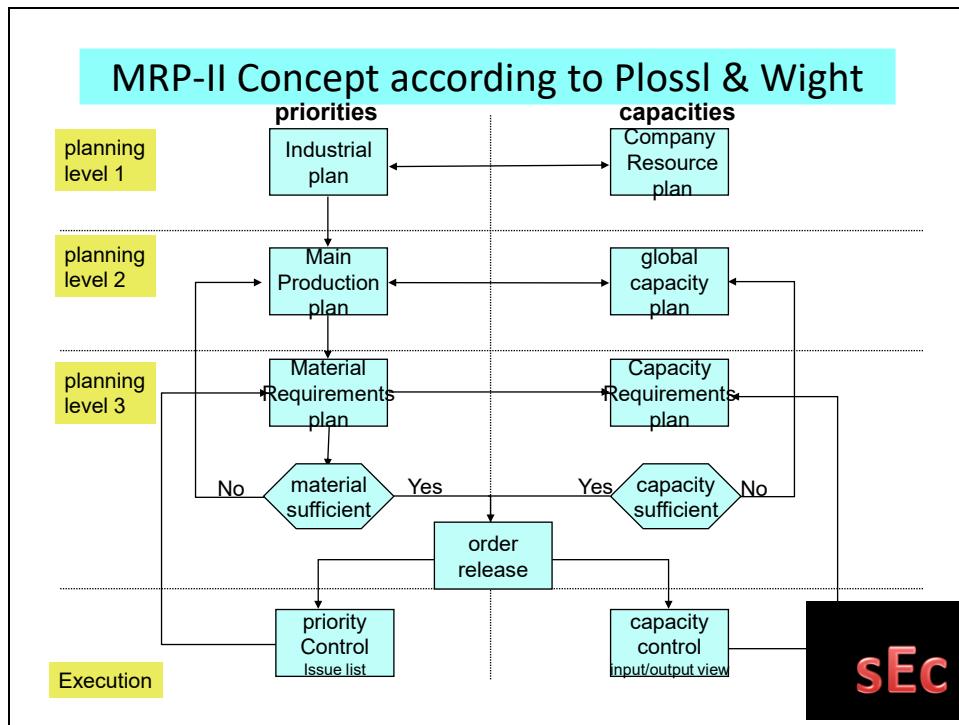 MRP-II Concept according to Plossl & Wight
priorities
capacities
planning
level 1
Industrial
plan
Company
Resource
plan
planning
level 2
Main
Production
plan
global
capacity
plan
planning
level 3
Material
Requirements
plan
Capacity
Requirements
plan
No
material
sufficient
Yes
Yes
capacity
sufficient
No
order
release
priority
Control
Issue list
capacity
control
input/output view
Execution
sEc